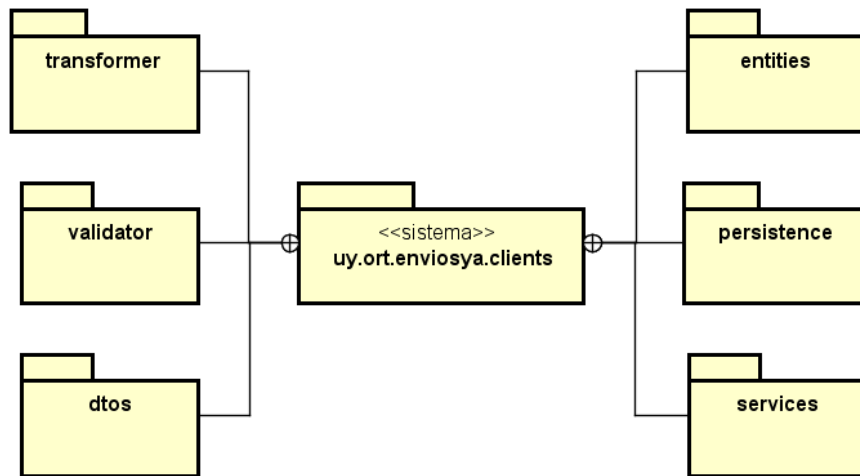 transformer
entities
<<sistema>>
uy.ort.enviosya.clients
validator
persistence
dtos
services